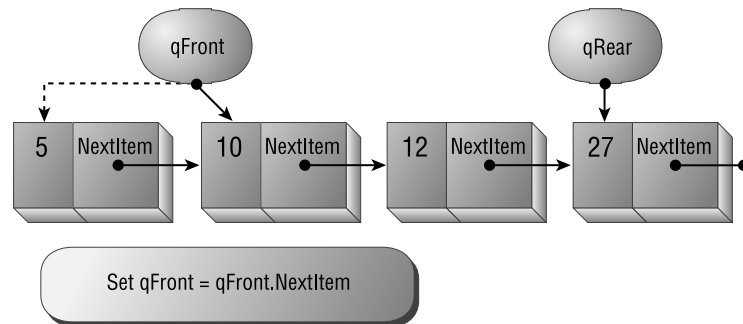 qFront
qRear
5 NextItem 10 NextItem 12 NextItem 27 NextItem
Set qFront = qFront.NextItem